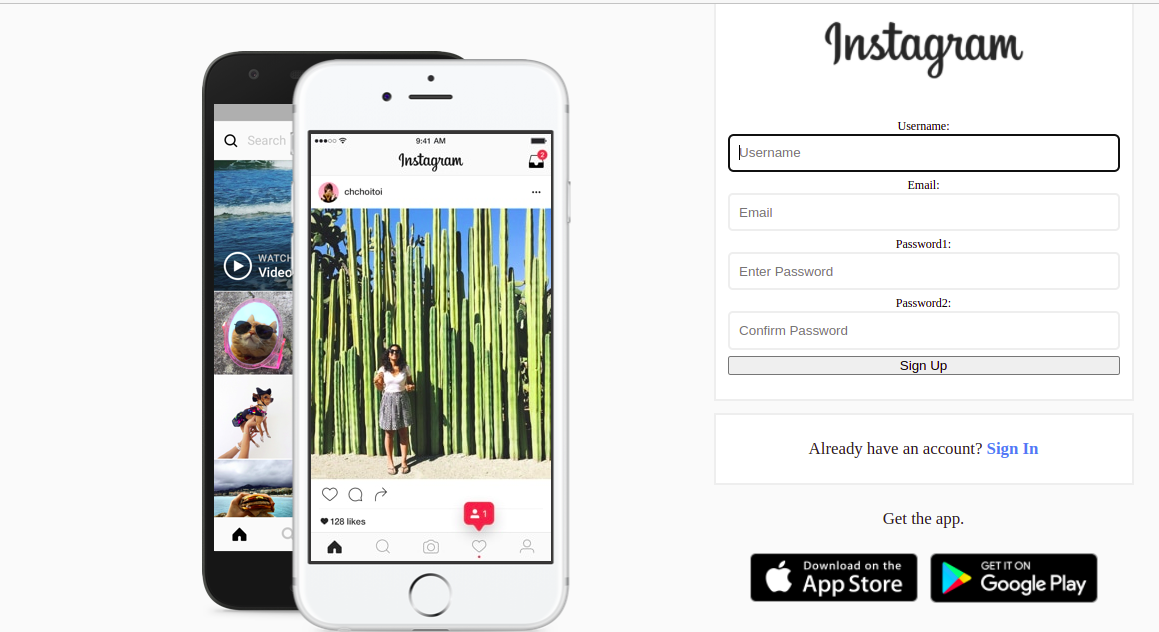 Search
WATCH
Video
9:41 AM
Instagram
2
chchoitoi
128 likes
1
Instagram
Username:
Username
Email:
Email
Password1:
Enter Password
Password2:
Confirm Password
Sign Up
Already have an account? Sign In
Get the app.
Download on the
App Store
GET IT ON
Google Play